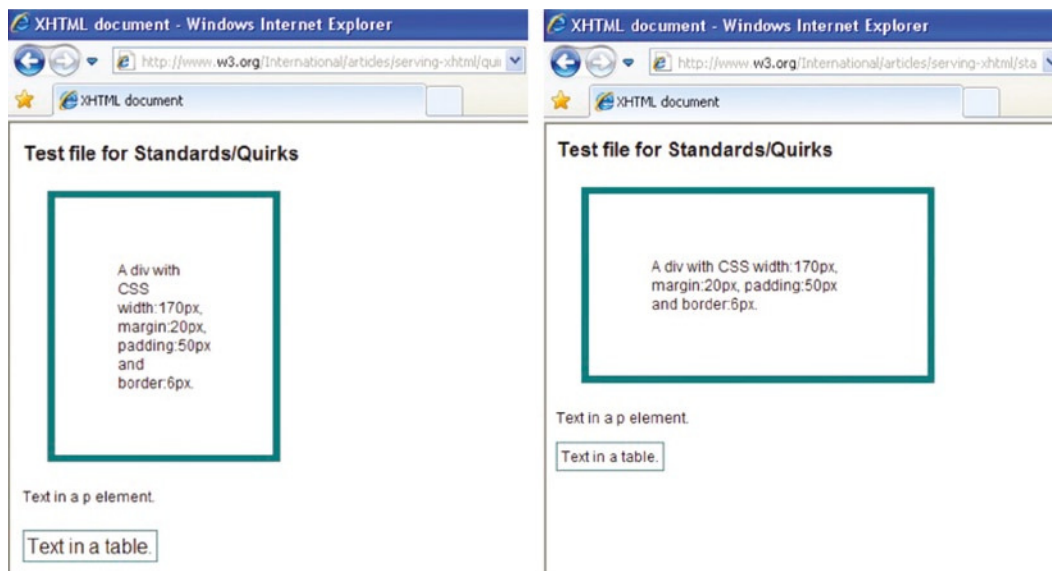 XHTML document - Windows Internet Explorer
http://www.w3.org/International/articles/serving-xhtml/qui
XHTML document
Test file for Standards/Quirks
A div with
CSS
width:170px,
margin:20px,
padding:50px
and
border:6px.
Text in a p element.
Text in a table.
XHTML document - Windows Internet Explorer
http://www.w3.org/International/articles/serving-xhtml/sta
XHTML document
Test file for Standards/Quirks
A div with CSS width:170px,
margin:20px, padding:50px
and border:6px.
Text in a p element.
Text in a table.